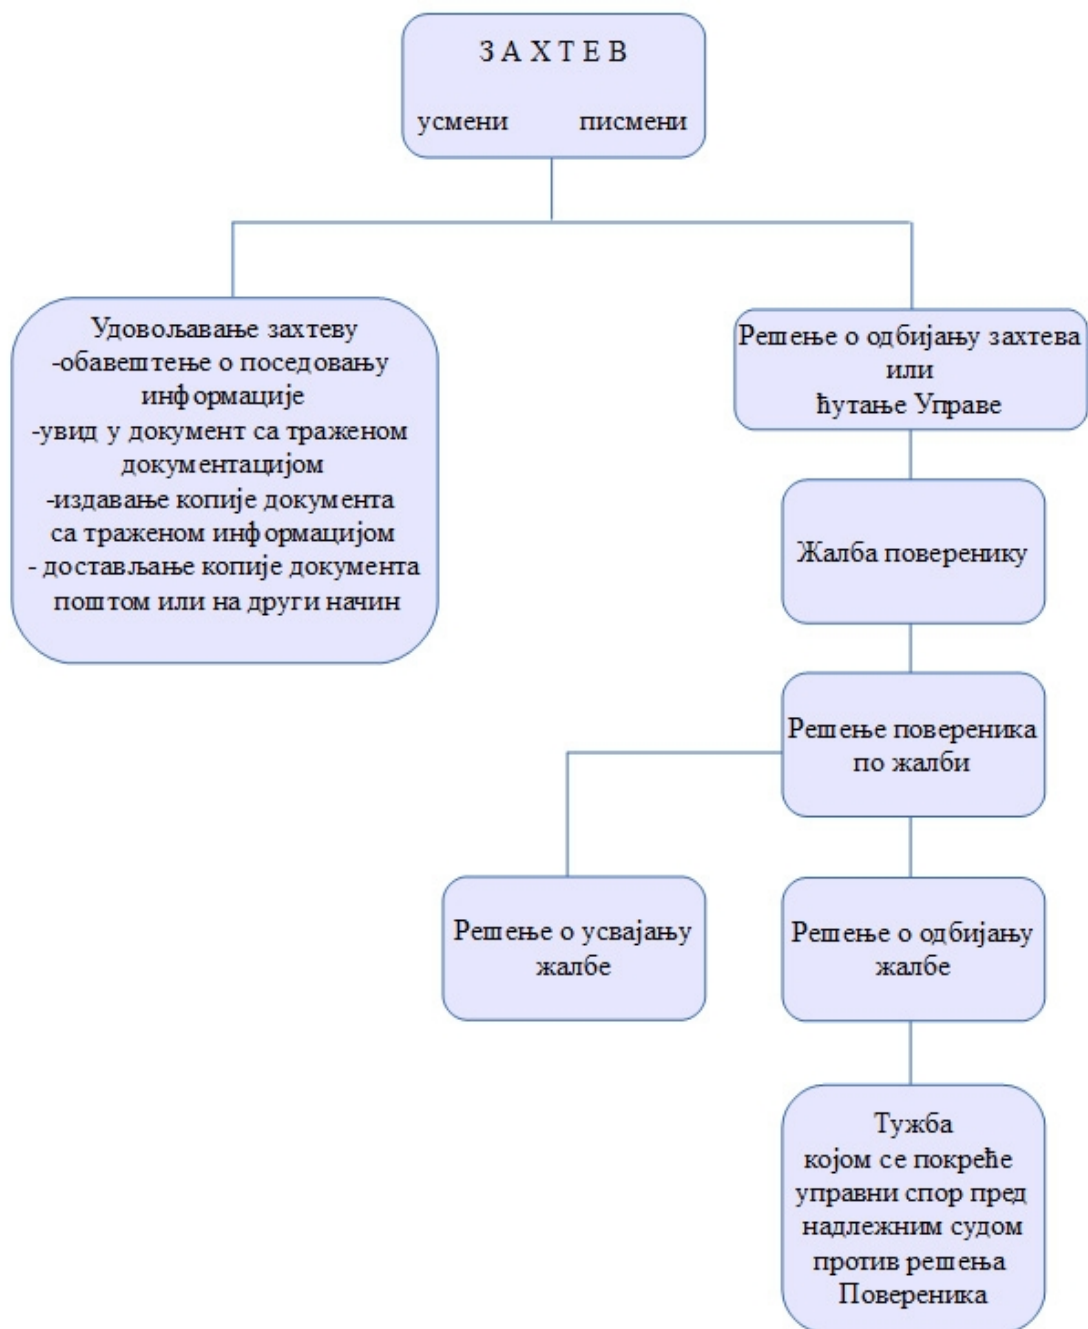 З А Х Т Е В
усмени писмени
Удовољавање захтеву
-обавештење о поседовању
информације
-увид у документ са траженом
документацијом
-издавање копије документа
са траженом информацијом
- достављање копије документа
поштом или на други начин
Решење о одбијању захтева
или
ћутање Управе
Жалба поверенику
Решење повереника
по жалби
Решење о усвајању
жалбе
Решење о одбијању
жалбе
Тужба
којом се покреће
управни спор пред
надлежним судом
против решења
Повереника